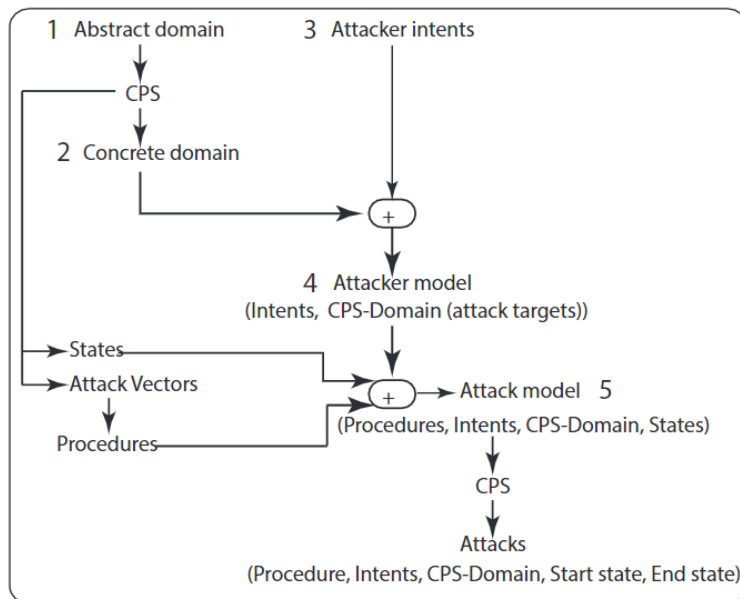 1 Abstract domain
3 Attacker intents
CPS
2 Concrete domain
+
4 Attacker model
(Intents, CPS-Domain (attack targets))
States
Attack Vectors
+
Attack model 5
(Procedures, Intents, CPS-Domain, States)
Procedures
CPS
Attacks
(Procedure, Intents, CPS-Domain, Start state, End state)